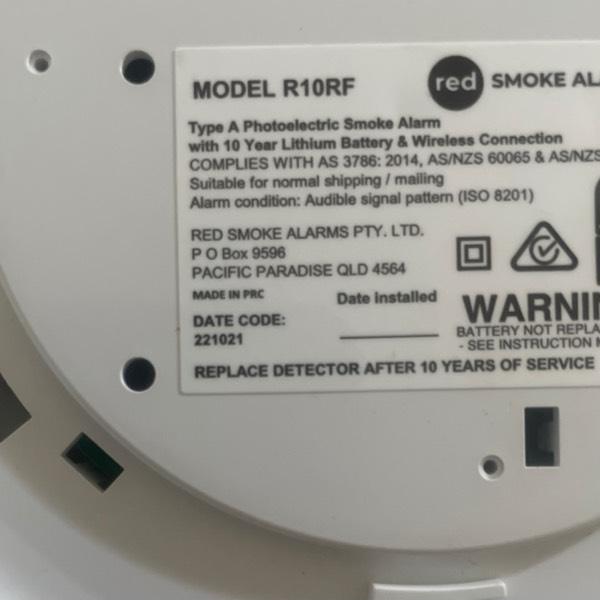 MODEL R10RF
red SMOKE
Type A Photoelectric Smoke Alarm
with 10 Year Lithium Battery & Wireless Connection
COMPLIES WITH AS 3786: 2014, AS/NZS 60065 & AS/NZS
Suitable for normal shipping / mailing
Alarm condition: Audible signal pattern (ISO 8201)
RED SMOKE ALARMS PTY. LTD.
P O Box 9596
PACIFIC PARADISE QLD 4564
MADE IN PRC
Date installed
DATE CODE:
221021
BATTERY NOT
- SEE INSTRUCTION
REPLACE DETECTOR AFTER 10 YEARS OF SERVICE